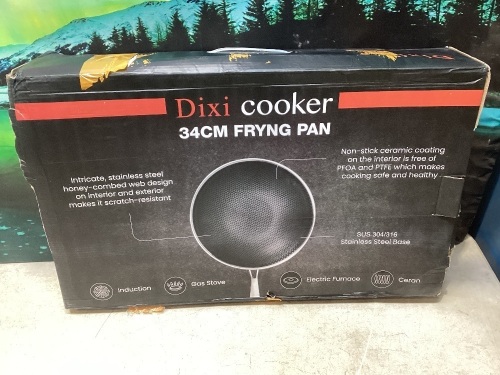 Dixi
Dixi cooker
34CM FRYNG PAN
Intricate, stainless steel
honey-combed web design
on interior and exterior
makes it scratch-resistant
Non-stick ceramic coating
on the interior is free of
PFOA and PTFE which makes
cooking safe and healthy
SUS 304/316
Stainless Steel Base
Induction
Gas Stove
Electric Furnace
Ceran